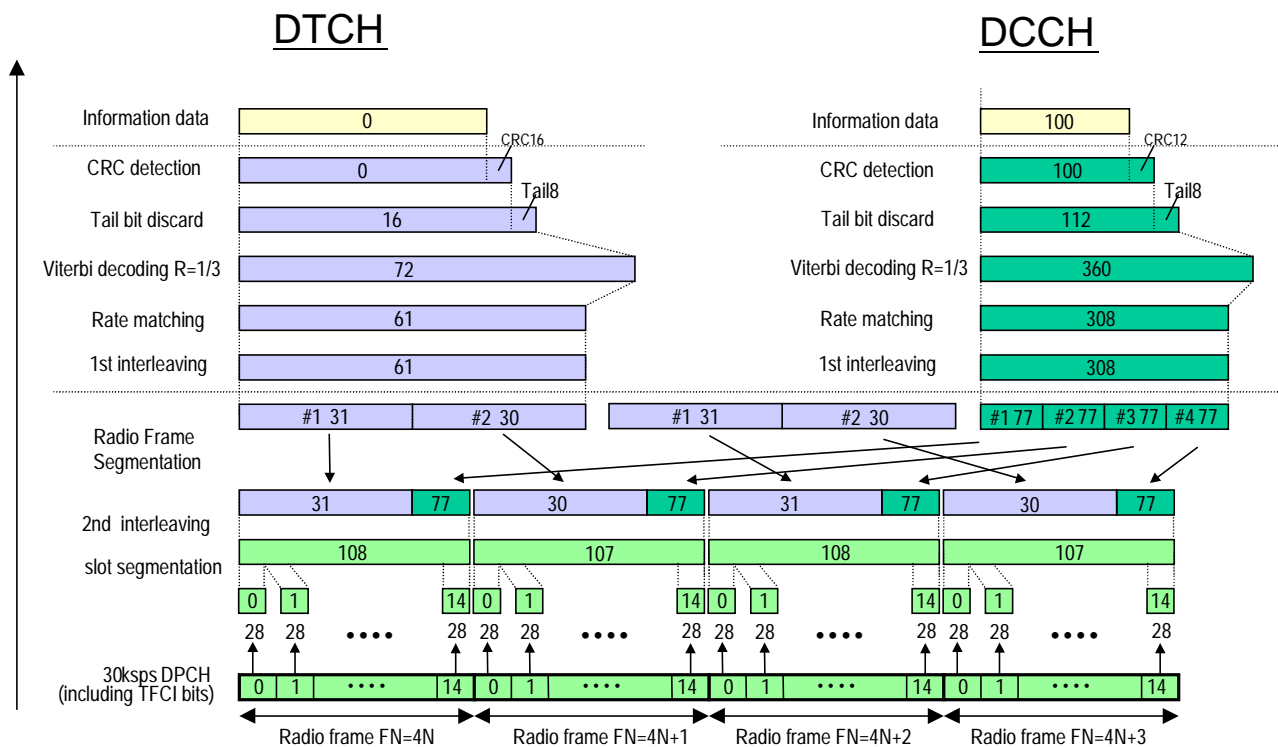 DTCH DCCH
Information data 0 Information data 100
CRC16 CRC12
CRC detection 0 CRC detection 100
Tail8 Tail8
Tail bit discard 16 Tail bit discard 112
Viterbi decoding R=1/3 72 Viterbi decoding R=1/3 360
Rate matching 61 Rate matching 308
1st interleaving 61 1st interleaving 308
#1 31 #2 30 #1 31 #2 30 #1 77 #2 77 #3 77 #4 77
Radio Frame
Segmentation
31 77 30 77 31 77 30 77
2nd interleaving
108 107 108 107
slot segmentation
0 1 14 0 1 14 0 1 14 0 1 14
28 28 •••• 28 28 28 •••• 28 28 28 •••• 28 28 28 •••• 28
30ksps DPCH
(including TFCI bits)
0 1 •••• 14 0 1 •••• 14 0 1 •••• 14 0 1 •••• 14
Radio frame FN=4N Radio frame FN=4N+1 Radio frame FN=4N+2 Radio frame FN=4N+3